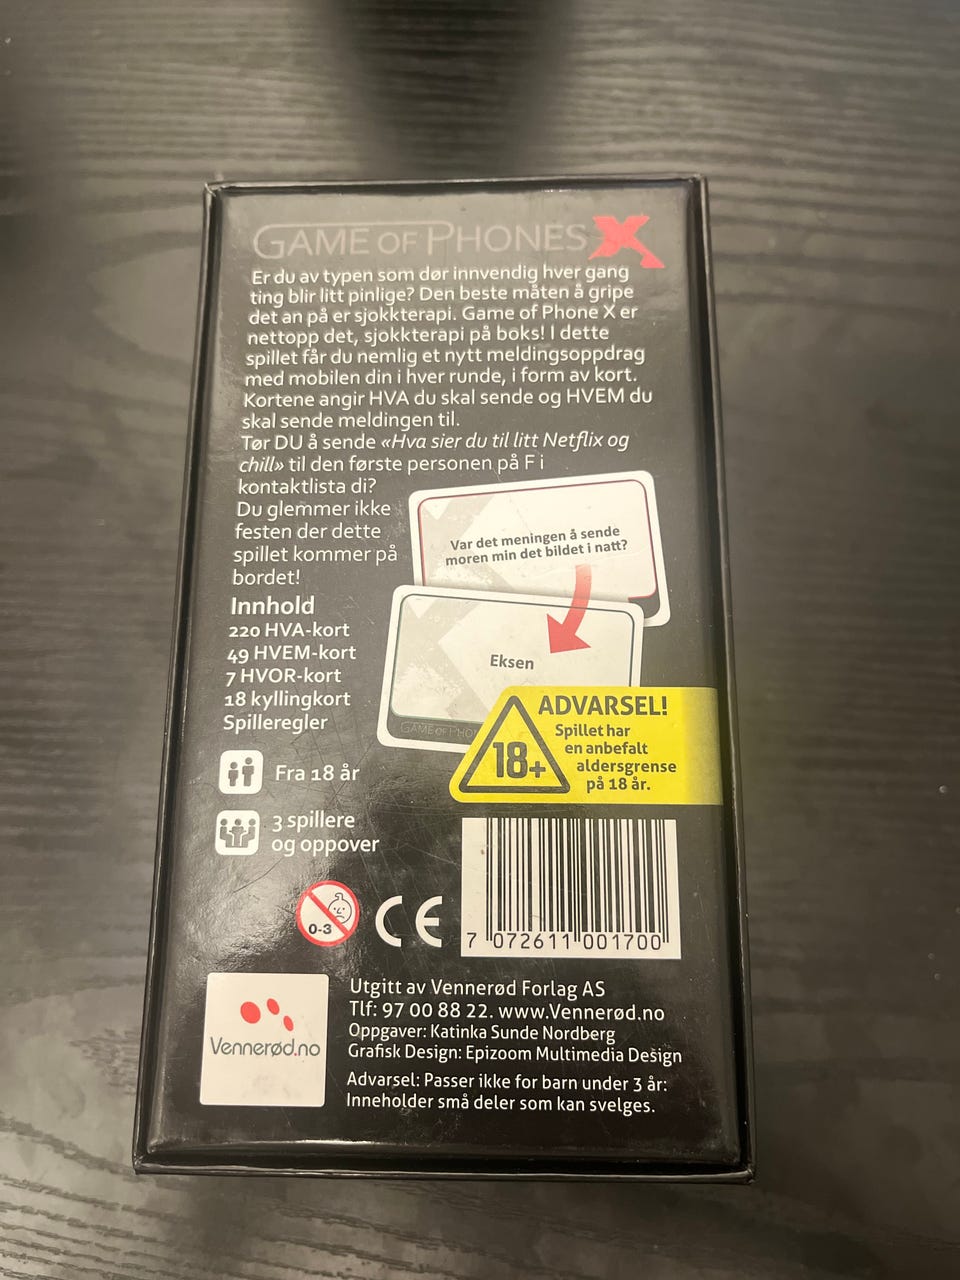 GAME OF PHONES X
Er du av typen som dør innvendig hver gang
ting blir litt pinlige? Den beste måten å gripe
det an på er sjokkterapi. Game of Phone X er
nettopp det, sjokkterapi på boks! I dette
spillet får du nemlig et nytt meldingsoppdrag
med mobilen din i hver runde, i form av kort.
Kortene angir HVA du skal sende og HVEM du
skal sende meldingen til.
Tør DU å sende «Hva sier du til litt Netflix og
chill» til den første personen på F i
kontaktlista di?
Du glemmer ikke
festen der dette
spillet kommer på
bordet!
Var det meningen å sende
moren min det bildet i natt?
Eksen
GAME OF PHO
Innhold
220 HVA-kort
49 HVEM-kort
7 HVOR-kort
18 kyllingkort
Spilleregler
ADVARSEL!
Spillet har
en anbefalt
aldersgrense
på 18 år.
18+
Fra 18 år
3 spillere
og oppover
0-3
CE
7 072611 001700
Vennerød.no
Utgitt av Vennerød Forlag AS
Tlf: 97 00 88 22. www.Vennerød.no
Oppgaver: Katinka Sunde Nordberg
Grafisk Design: Epizoom Multimedia Design
Advarsel: Passer ikke for barn under 3 år:
Inneholder små deler som kan svelges.